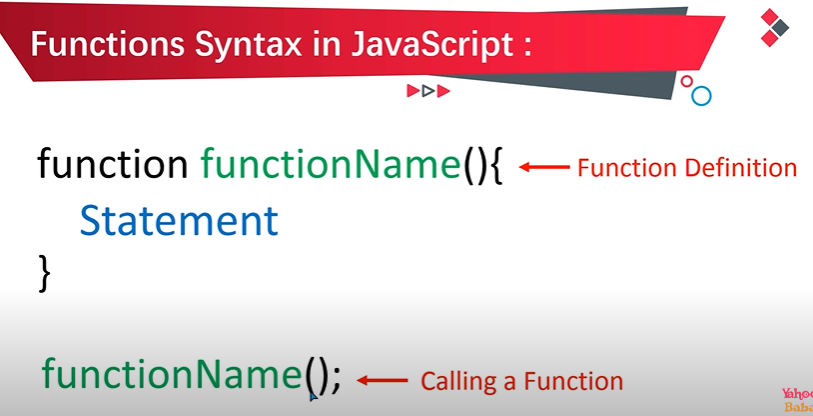 Functions Syntax in JavaScript :
function functionName(){ Function Definition
Statement
}
functionName(); Calling a Function
Yahoo
Baba